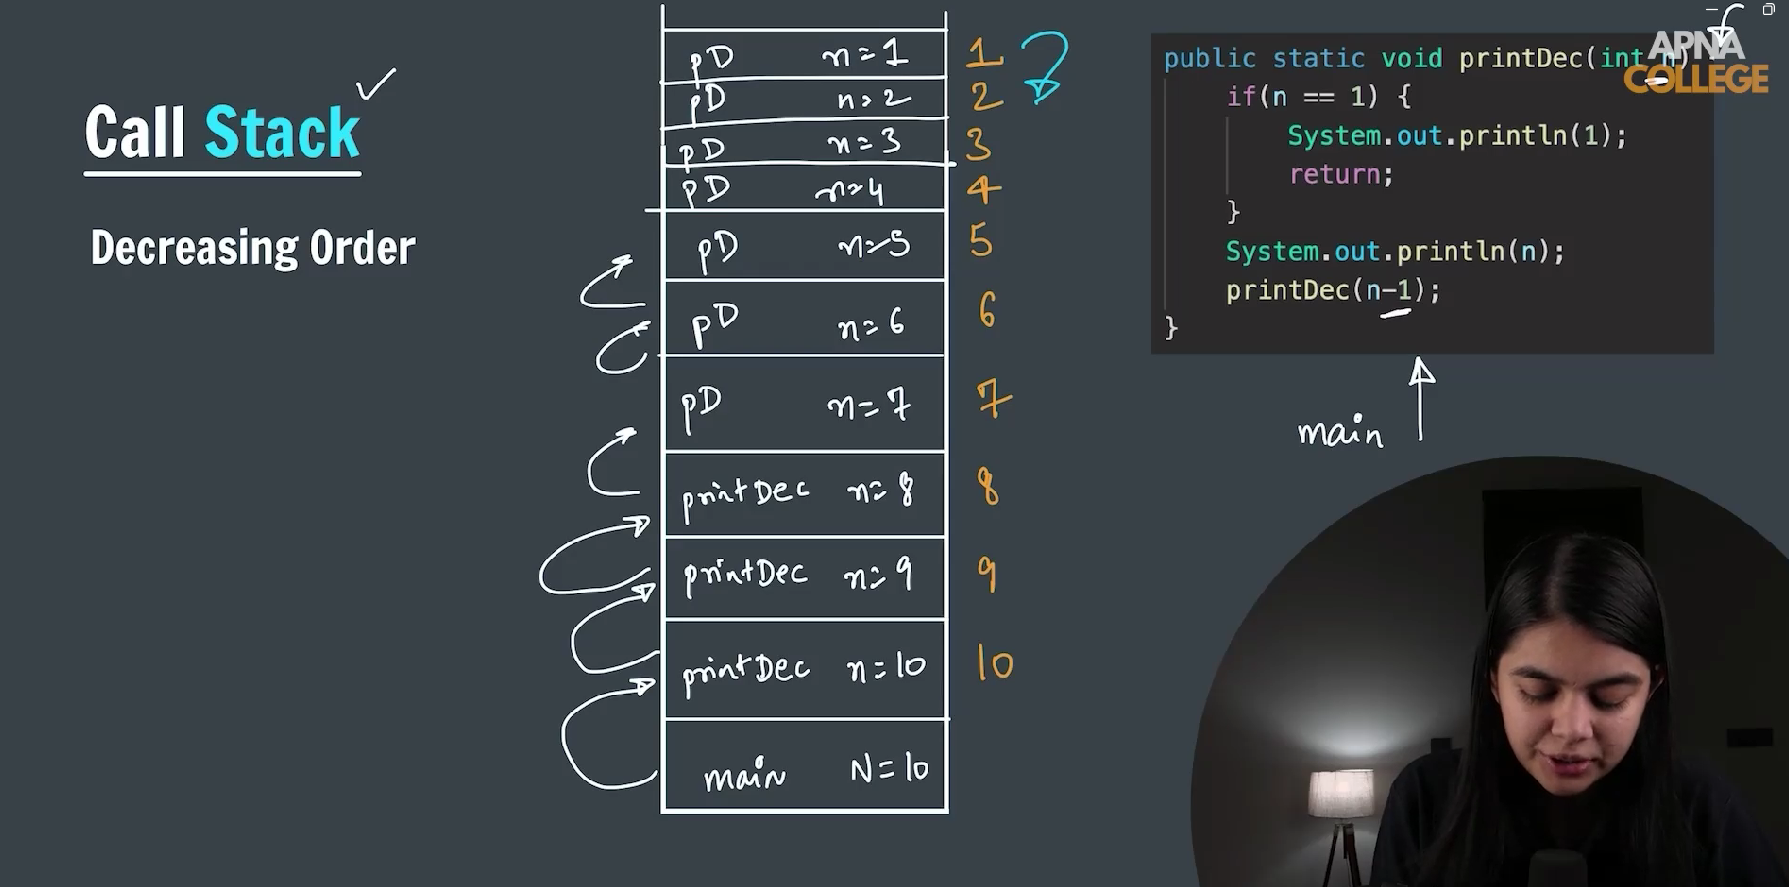 Call Stack
Decreasing Order
pD n=1 1
pD n=2 2
pD n=3 3
pD n=4 4
pD n=5 5
pD n=6 6
pD n=7 7
printDec n=8 8
printDec n=9 9
printDec n=10 10
main N=10
APNA
COLLEGE
public static void printDec(int n)
if(n == 1) {
System.out.println(1);
return;
}
System.out.println(n);
printDec(n-1);
}
main